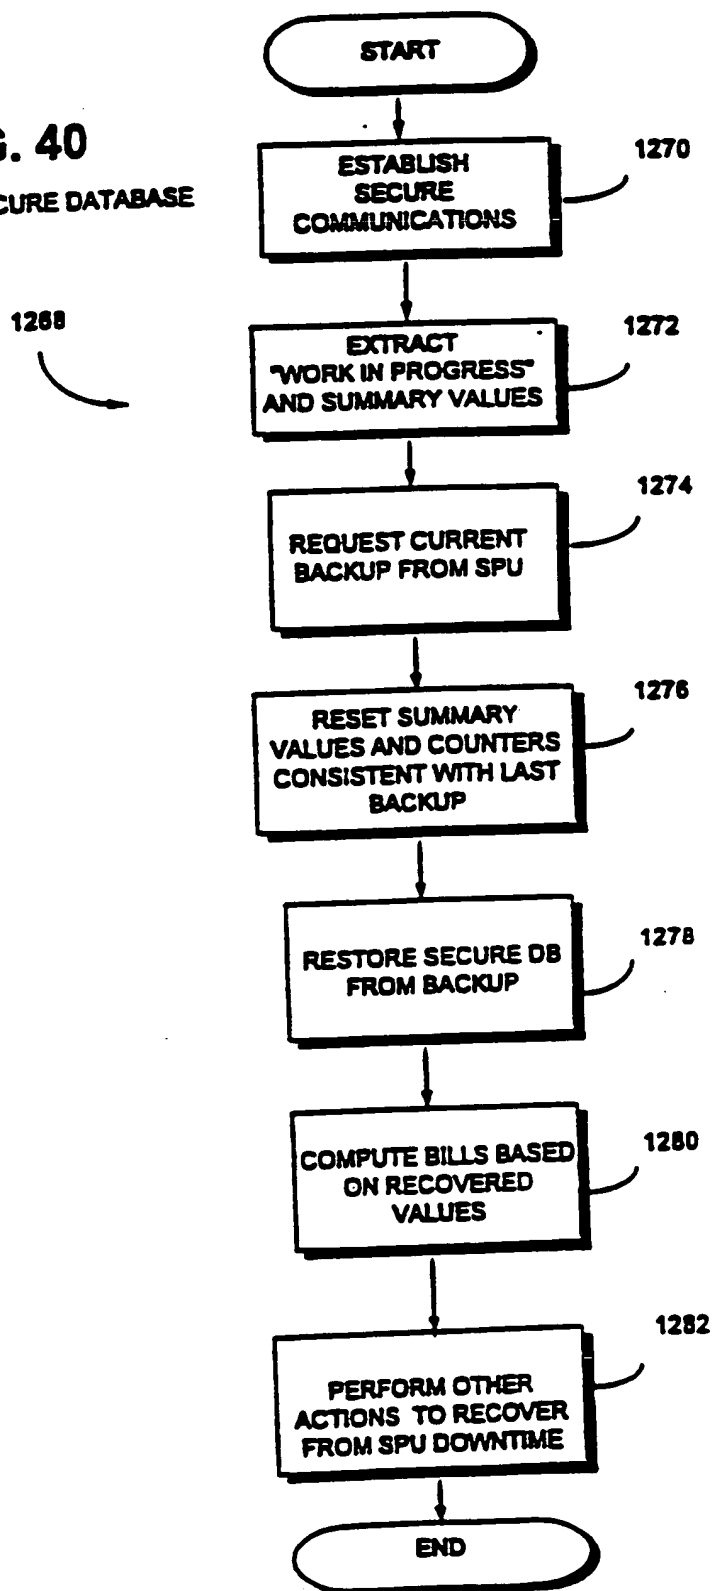 START
G. 40
CURE DATABASE
1268
ESTABLISH
SECURE
COMMUNICATIONS
1270
EXTRACT
"WORK IN PROGRESS"
AND SUMMARY VALUES
1272
REQUEST CURRENT
BACKUP FROM SPU
1274
RESET SUMMARY
VALUES AND COUNTERS
CONSISTENT WITH LAST
BACKUP
1276
RESTORE SECURE DB
FROM BACKUP
1278
COMPUTE BILLS BASED
ON RECOVERED
VALUES
1280
PERFORM OTHER
ACTIONS TO RECOVER
FROM SPU DOWNTIME
1282
END